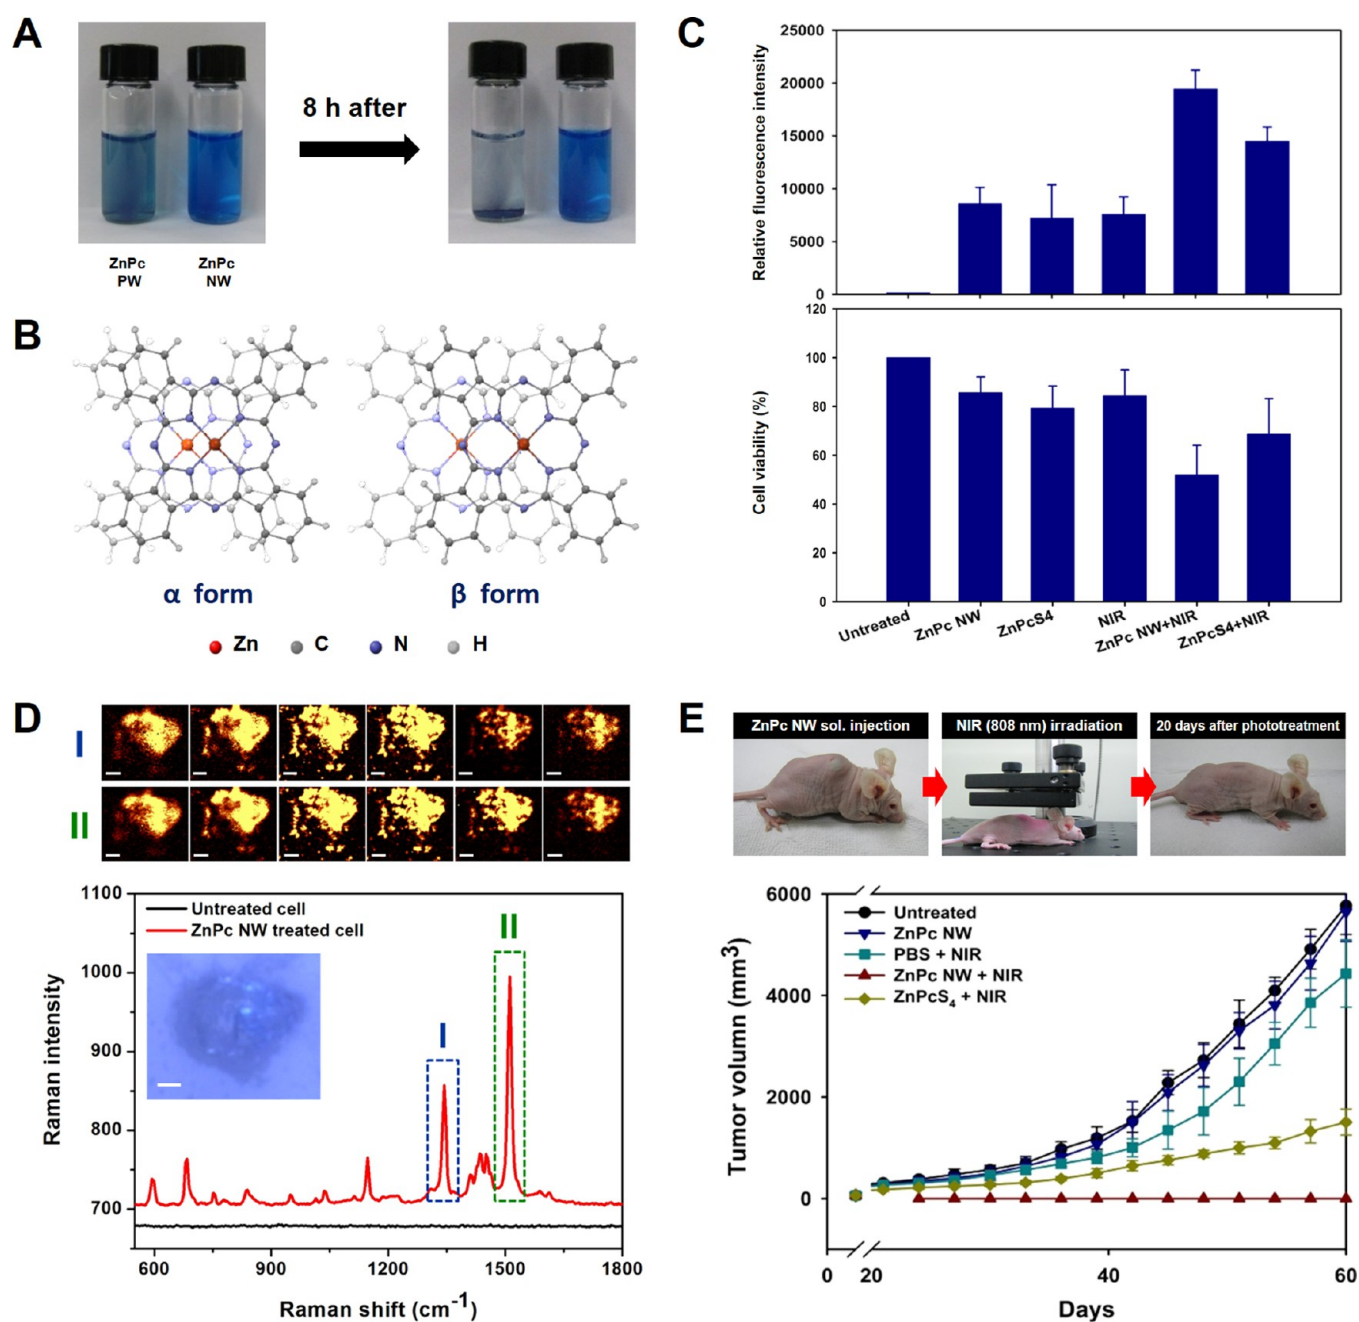 A
8 h after
ZnPc
PW
ZnPc
NW
B
α form
β form
Zn
C
N
H
C
Relative fluorescence intensity
25000
20000
15000
10000
5000
0
Cell viability (%)
120
100
80
60
40
20
0
Untreated
ZnPc NW
ZnPcS4
NIR
ZnPc NW+NIR
ZnPcS4+NIR
D
I
II
Raman intensity
1100
1000
900
800
700
Untreated cell
ZnPc NW treated cell
I
II
600
900
1200
1500
1800
Raman shift (cm-1)
E
ZnPc NW sol. injection
NIR (808 nm) irradiation
20 days after phototreatment
Tumor volumn (mm3)
6000
4000
2000
0
Untreated
ZnPc NW
PBS + NIR
ZnPc NW + NIR
ZnPcS4 + NIR
0
20
40
60
Days